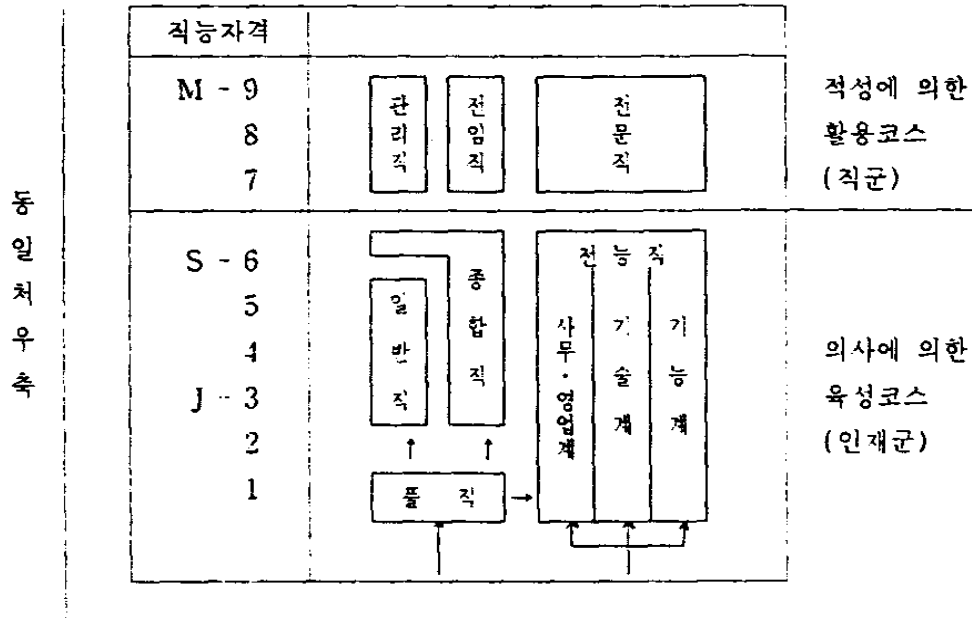 직능자격
M - 9
8
7
관리직
전임직
전문직
적성에 의한
활용코스
(직군)
동일처우축
S - 6
5
4
J - 3
2
1
일반직
종합직
전능직
사무·영업계
기술계
기능계
풀직
의사에 의한
육성코스
(인재군)